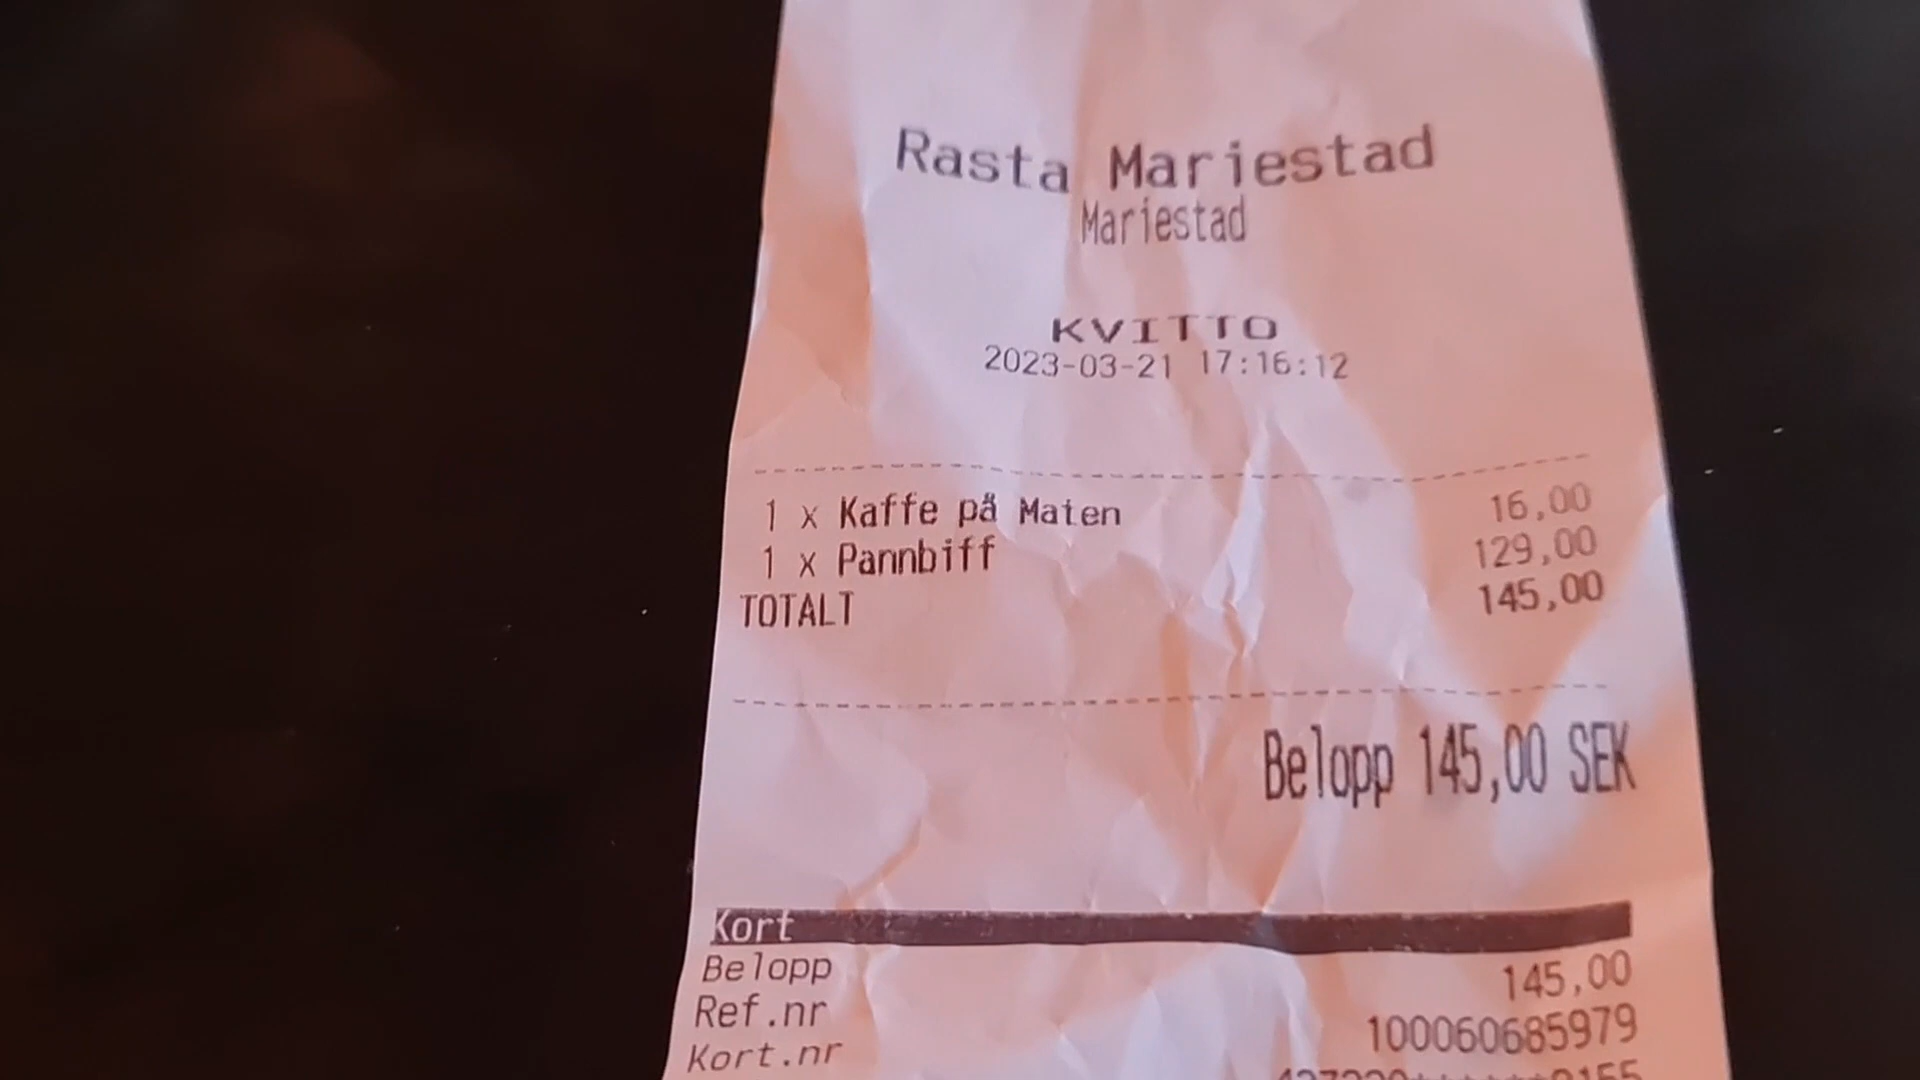 Rasta Mariestad
Mariestad
KVITTO
2023-03-21 17:16:12
1 x Kaffe på Maten 16,00
1 x Pannbiff 129,00
TOTALT 145,00
Belopp 145,00 SEK
Kort
Belopp 145,00
Ref.nr 100060685979
Kort.nr